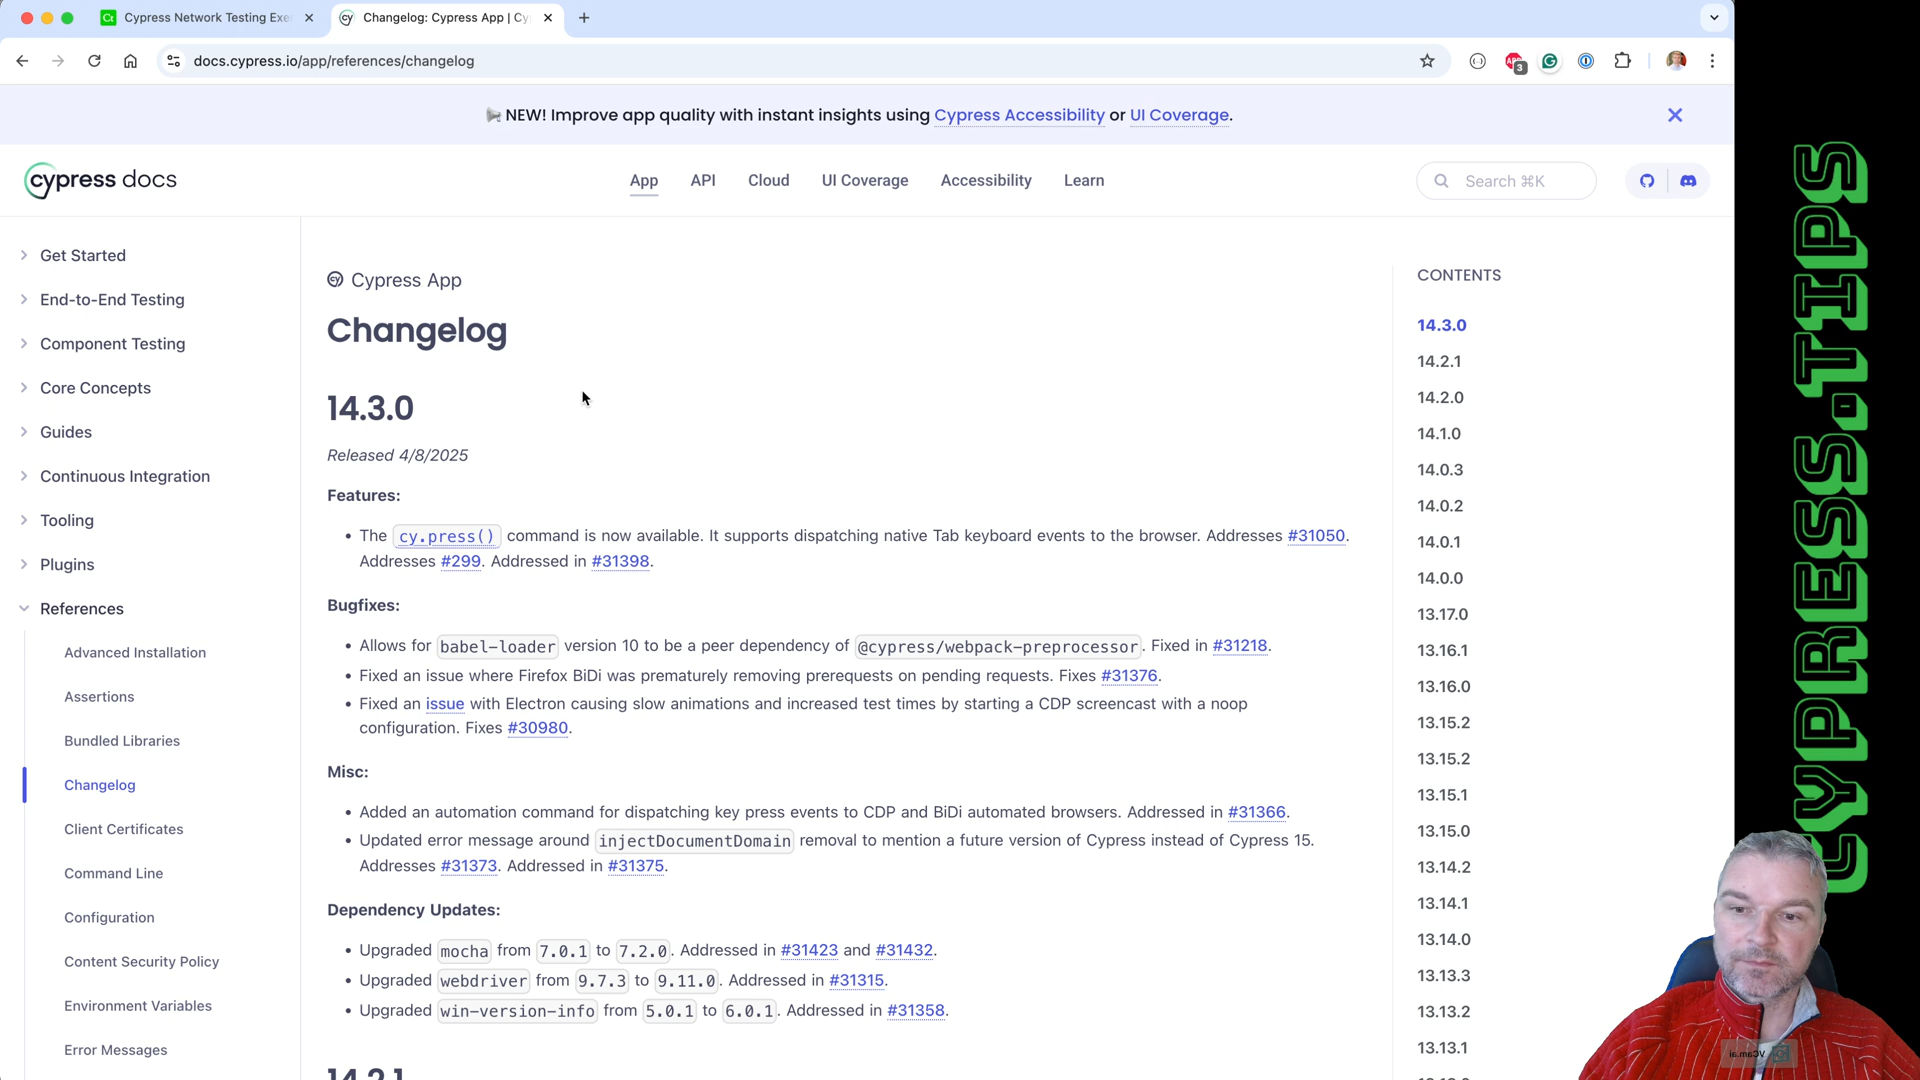 Cypress Network Testing Exe
Changelog: Cypress App | Cy
docs.cypress.io/app/references/changelog
3
NEW! Improve app quality with instant insights using Cypress Accessibility or UI Coverage.
cypress docs
App
API
Cloud
UI Coverage
Accessibility
Learn
Search ⌘K
Get Started
End-to-End Testing
Component Testing
Core Concepts
Guides
Continuous Integration
Tooling
Plugins
References
Advanced Installation
Assertions
Bundled Libraries
Changelog
Client Certificates
Command Line
Configuration
Content Security Policy
Environment Variables
Error Messages
Cypress App
Changelog
14.3.0
Released 4/8/2025
Features:
• The cy.press() command is now available. It supports dispatching native Tab keyboard events to the browser. Addresses #31050.
Addresses #299. Addressed in #31398.
Bugfixes:
• Allows for babel-loader version 10 to be a peer dependency of @cypress/webpack-preprocessor. Fixed in #31218.
• Fixed an issue where Firefox BiDi was prematurely removing prerequests on pending requests. Fixes #31376.
• Fixed an issue with Electron causing slow animations and increased test times by starting a CDP screencast with a noop
configuration. Fixes #30980.
Misc:
• Added an automation command for dispatching key press events to CDP and BiDi automated browsers. Addressed in #31366.
• Updated error message around injectDocumentDomain removal to mention a future version of Cypress instead of Cypress 15.
Addresses #31373. Addressed in #31375.
Dependency Updates:
• Upgraded mocha from 7.0.1 to 7.2.0. Addressed in #31423 and #31432.
• Upgraded webdriver from 9.7.3 to 9.11.0. Addressed in #31315.
• Upgraded win-version-info from 5.0.1 to 6.0.1. Addressed in #31358.
14.2.1
CONTENTS
14.3.0
14.2.1
14.2.0
14.1.0
14.0.3
14.0.2
14.0.1
14.0.0
13.17.0
13.16.1
13.16.0
13.15.2
13.15.2
13.15.1
13.15.0
13.14.2
13.14.1
13.14.0
13.13.3
13.13.2
13.13.1
CYPRESS.TIPS
VCam.ai